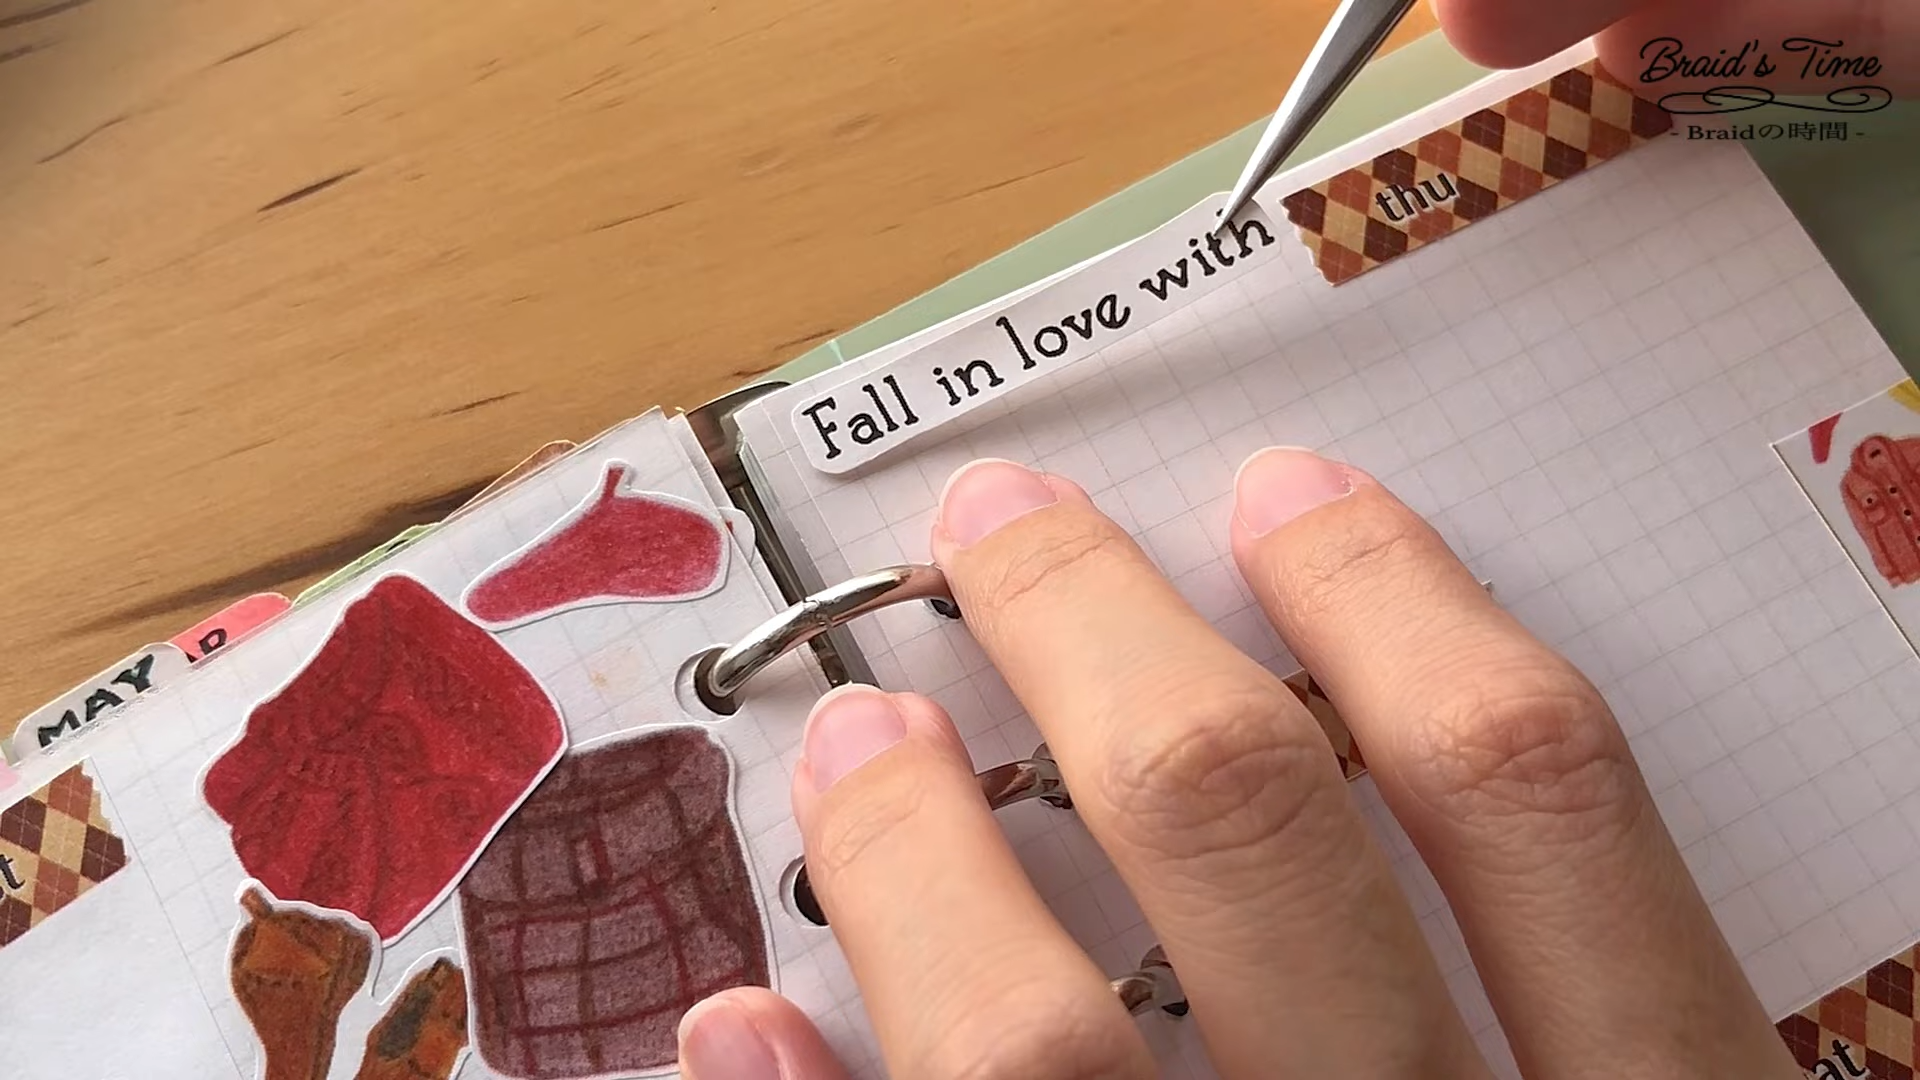 Braid's Time
- Braidの時間 -
thu
Fall in love with
MAY